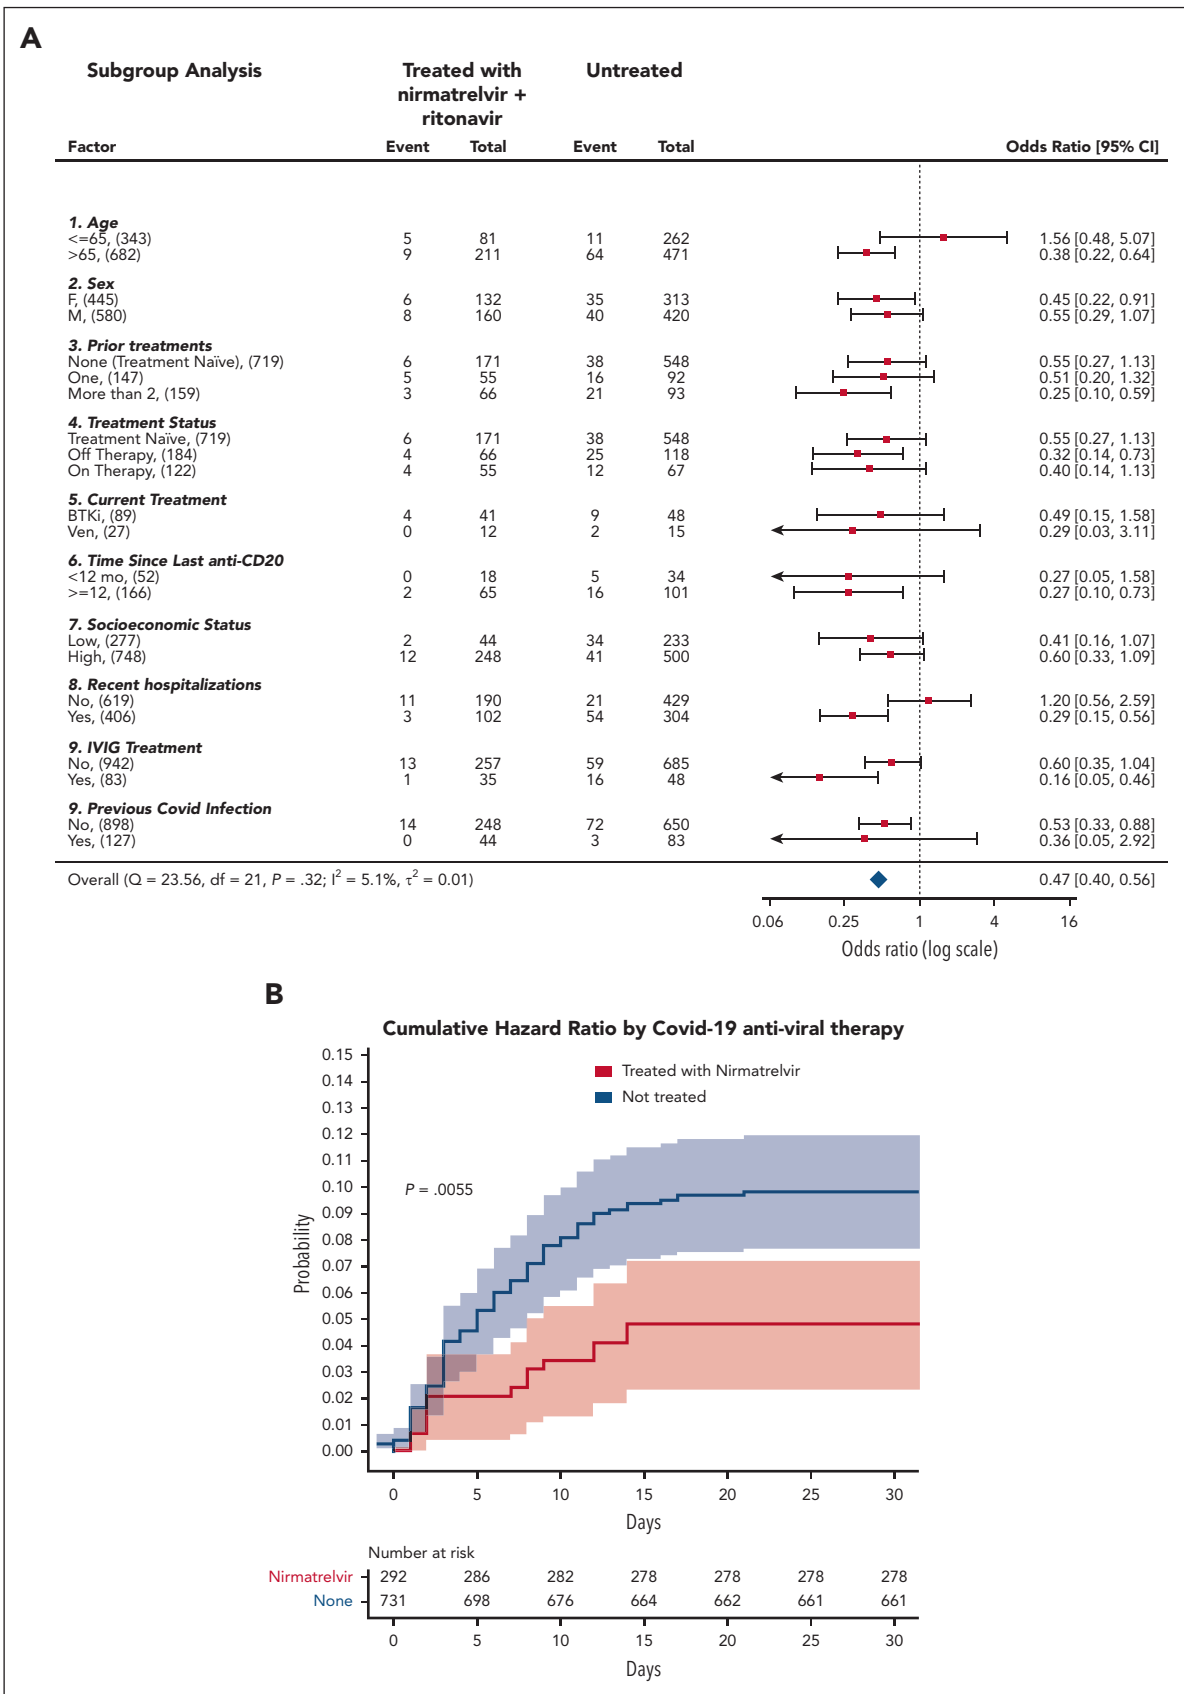 A
Subgroup Analysis Treated with nirmatrelvir + ritonavir Untreated
Factor Event Total Event Total Odds Ratio [95% CI]
1. Age
<=65, (343) 5 81 11 262 1.56 [0.48, 5.07]
>65, (682) 9 211 64 471 0.38 [0.22, 0.64]
2. Sex
F, (445) 6 132 35 313 0.45 [0.22, 0.91]
M, (580) 8 160 40 420 0.55 [0.29, 1.07]
3. Prior treatments
None (Treatment Naïve), (719) 6 171 38 548 0.55 [0.27, 1.13]
One, (147) 5 55 16 92 0.51 [0.20, 1.32]
More than 2, (159) 3 66 21 93 0.25 [0.10, 0.59]
4. Treatment Status
Treatment Naïve, (719) 6 171 38 548 0.55 [0.27, 1.13]
Off Therapy, (184) 4 66 25 118 0.32 [0.14, 0.73]
On Therapy, (122) 4 55 12 67 0.40 [0.14, 1.13]
5. Current Treatment
BTKi, (89) 4 41 9 48 0.49 [0.15, 1.58]
Ven, (27) 0 12 2 15 0.29 [0.03, 3.11]
6. Time Since Last anti-CD20
<12 mo, (52) 0 18 5 34 0.27 [0.05, 1.58]
>=12, (166) 2 65 16 101 0.27 [0.10, 0.73]
7. Socioeconomic Status
Low, (277) 2 44 34 233 0.41 [0.16, 1.07]
High, (748) 12 248 41 500 0.60 [0.33, 1.09]
8. Recent hospitalizations
No, (619) 11 190 21 429 1.20 [0.56, 2.59]
Yes, (406) 3 102 54 304 0.29 [0.15, 0.56]
9. IVIG Treatment
No, (942) 13 257 59 685 0.60 [0.35, 1.04]
Yes, (83) 1 35 16 48 0.16 [0.05, 0.46]
9. Previous Covid Infection
No, (898) 14 248 72 650 0.53 [0.33, 0.88]
Yes, (127) 0 44 3 83 0.36 [0.05, 2.92]
Overall (Q = 23.56, df = 21, P = .32; I² = 5.1%, τ² = 0.01) 0.47 [0.40, 0.56]
0.06 0.25 1 4 16
Odds ratio (log scale)
B
Cumulative Hazard Ratio by Covid-19 anti-viral therapy
Treated with Nirmatrelvir
Not treated
P = .0055
Probability
0.15
0.14
0.13
0.12
0.11
0.10
0.09
0.08
0.07
0.06
0.05
0.04
0.03
0.02
0.01
0.00
0 5 10 15 20 25 30
Days
Number at risk
Nirmatrelvir 292 286 282 278 278 278 278
None 731 698 676 664 662 661 661
0 5 10 15 20 25 30
Days